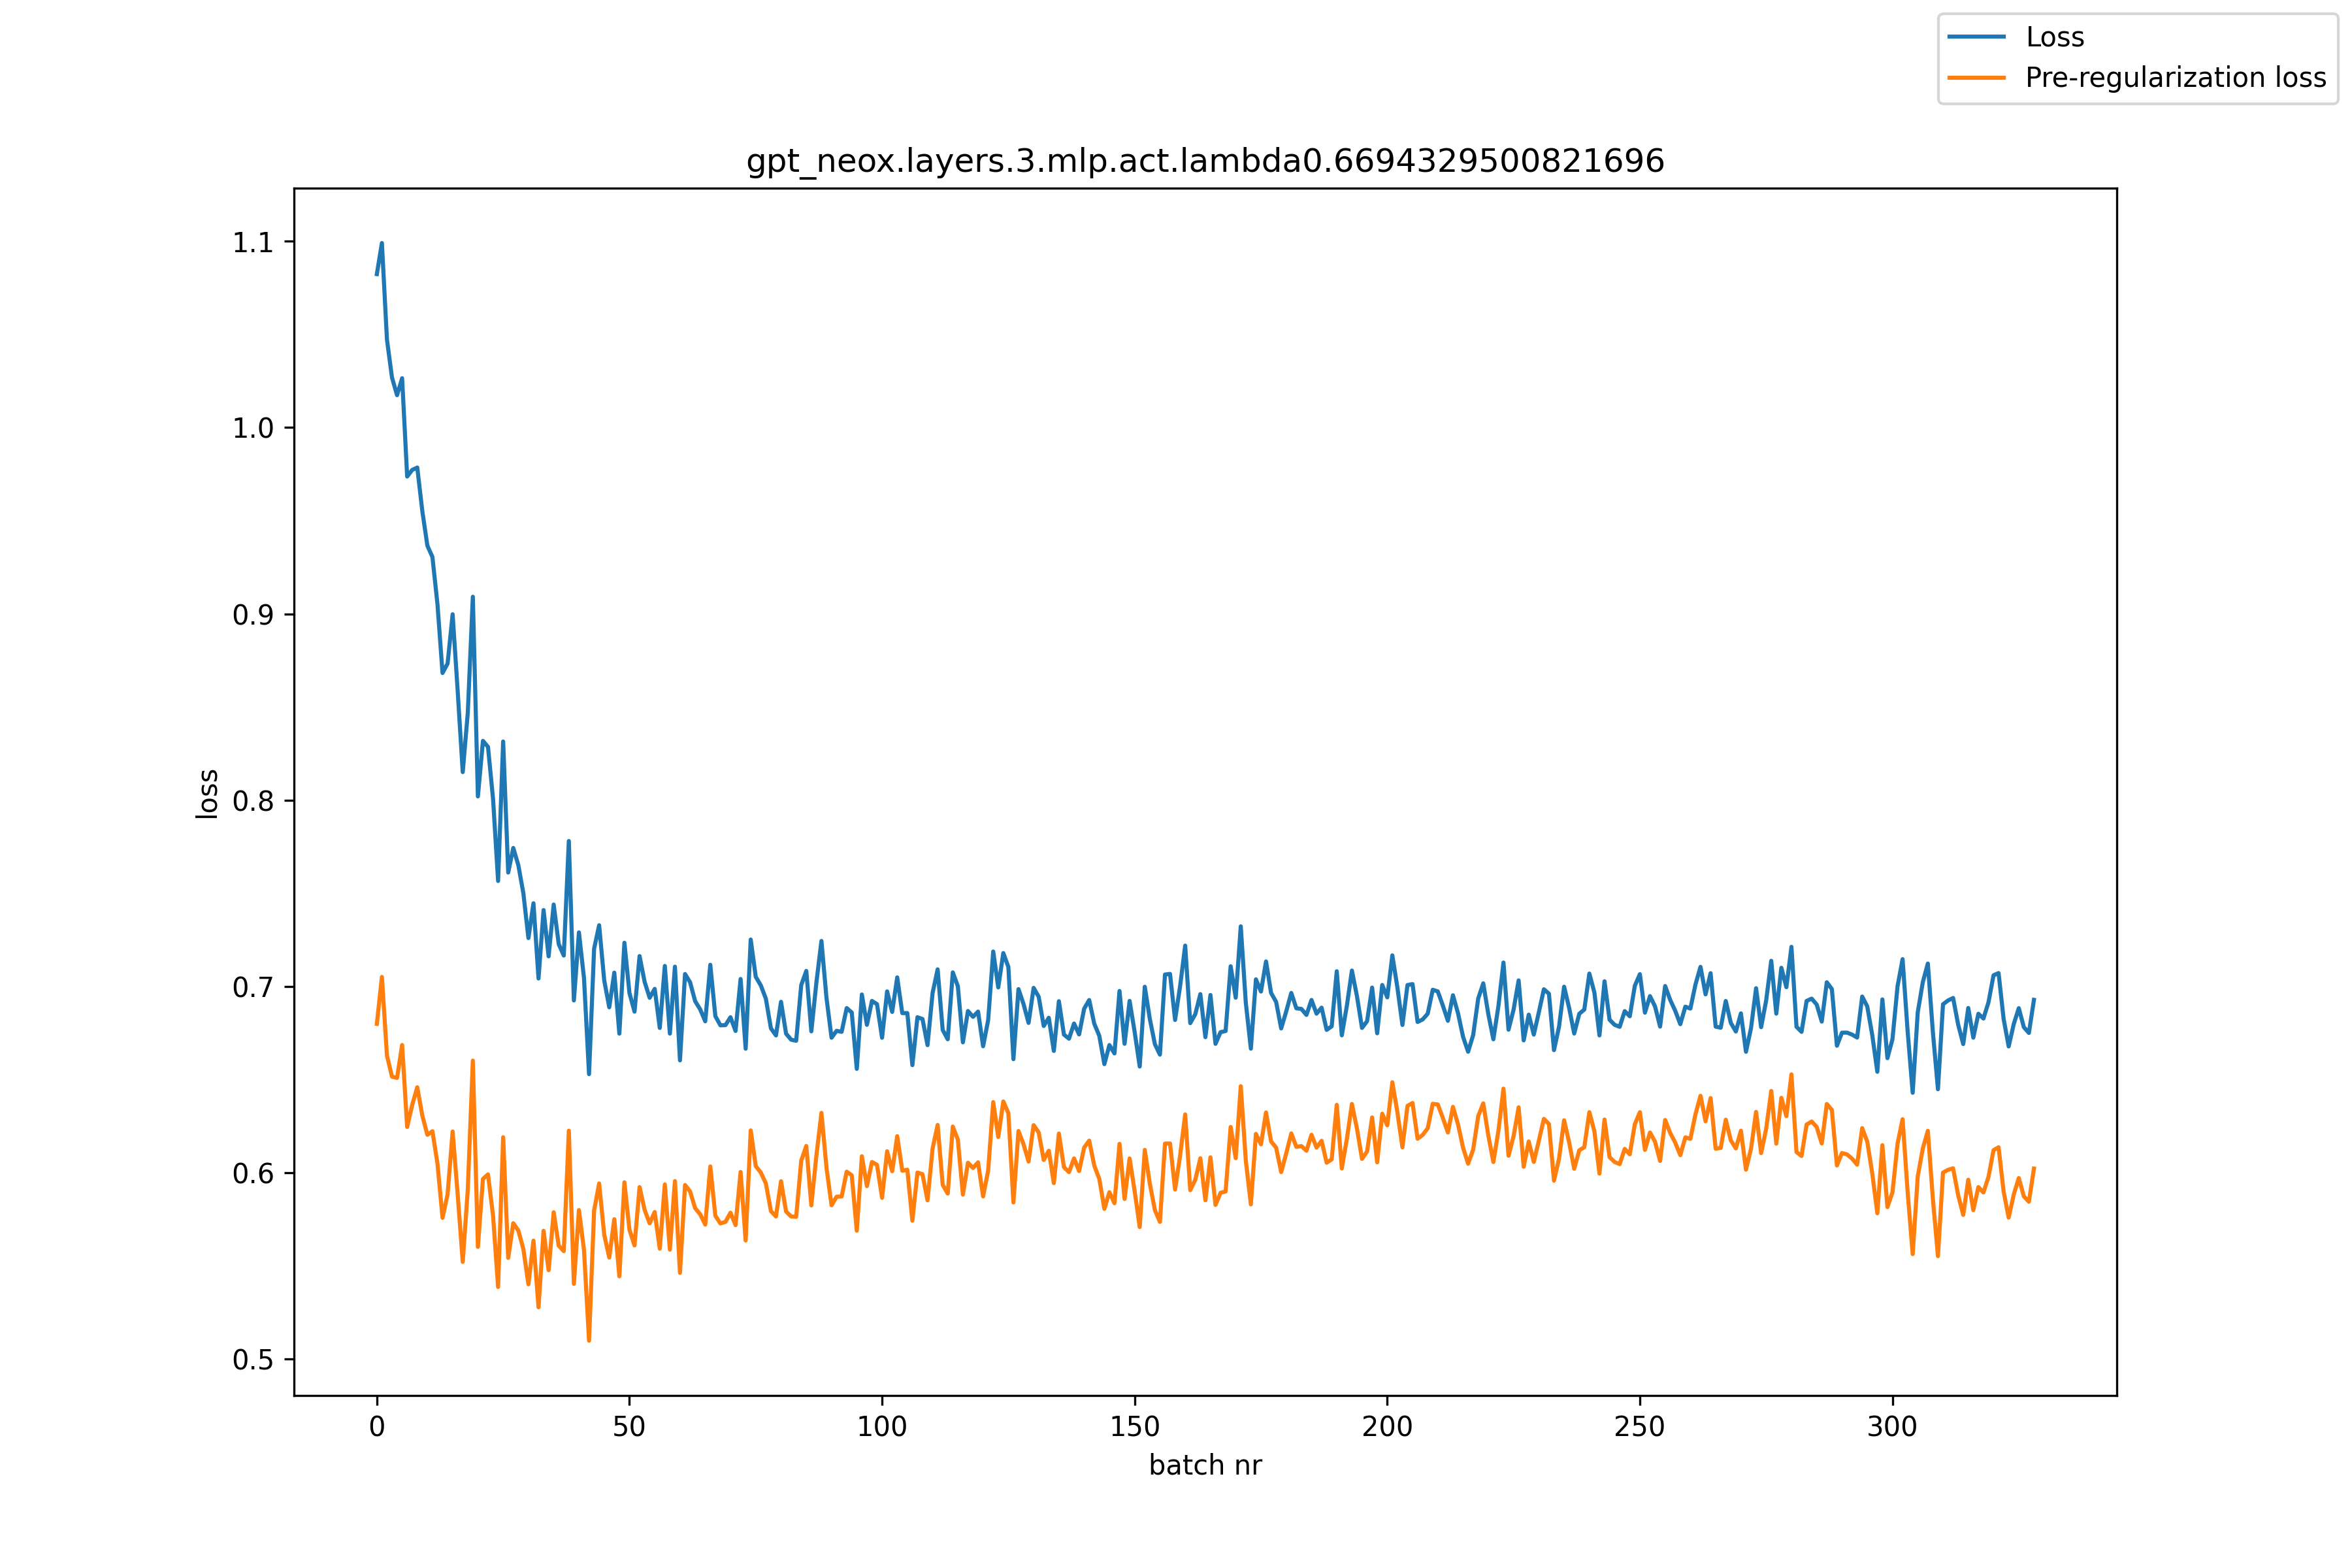 Loss
Pre-regularization loss
gpt_neox.layers.3.mlp.act.lambda0.6694329500821696
1.1
1.0
0.9
0.8
0.7
0.6
0.5
loss
0 50 100 150 200 250 300
batch nr